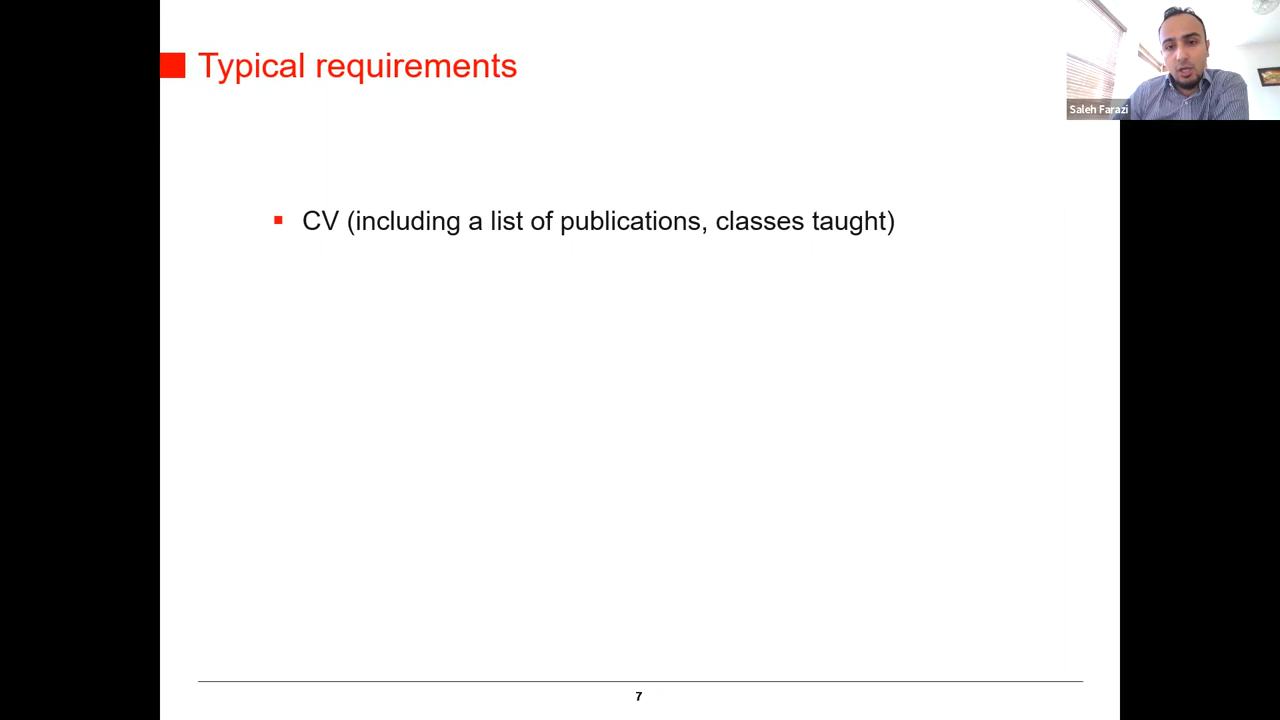 Typical requirements
Saleh Farazi
CV (including a list of publications, classes taught)
7